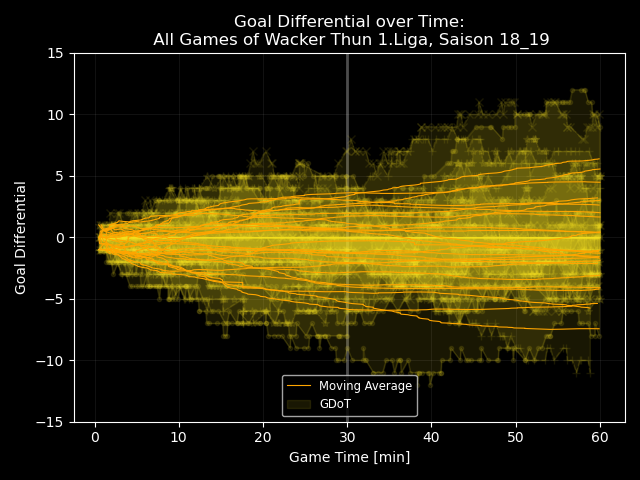 Goal Differential over Time:
All Games of Wacker Thun 1.Liga, Saison 18_19
15
10
5
0
−5
−10
−15
Goal Differential
Moving Average
GDoT
0 10 20 30 40 50 60
Game Time [min]